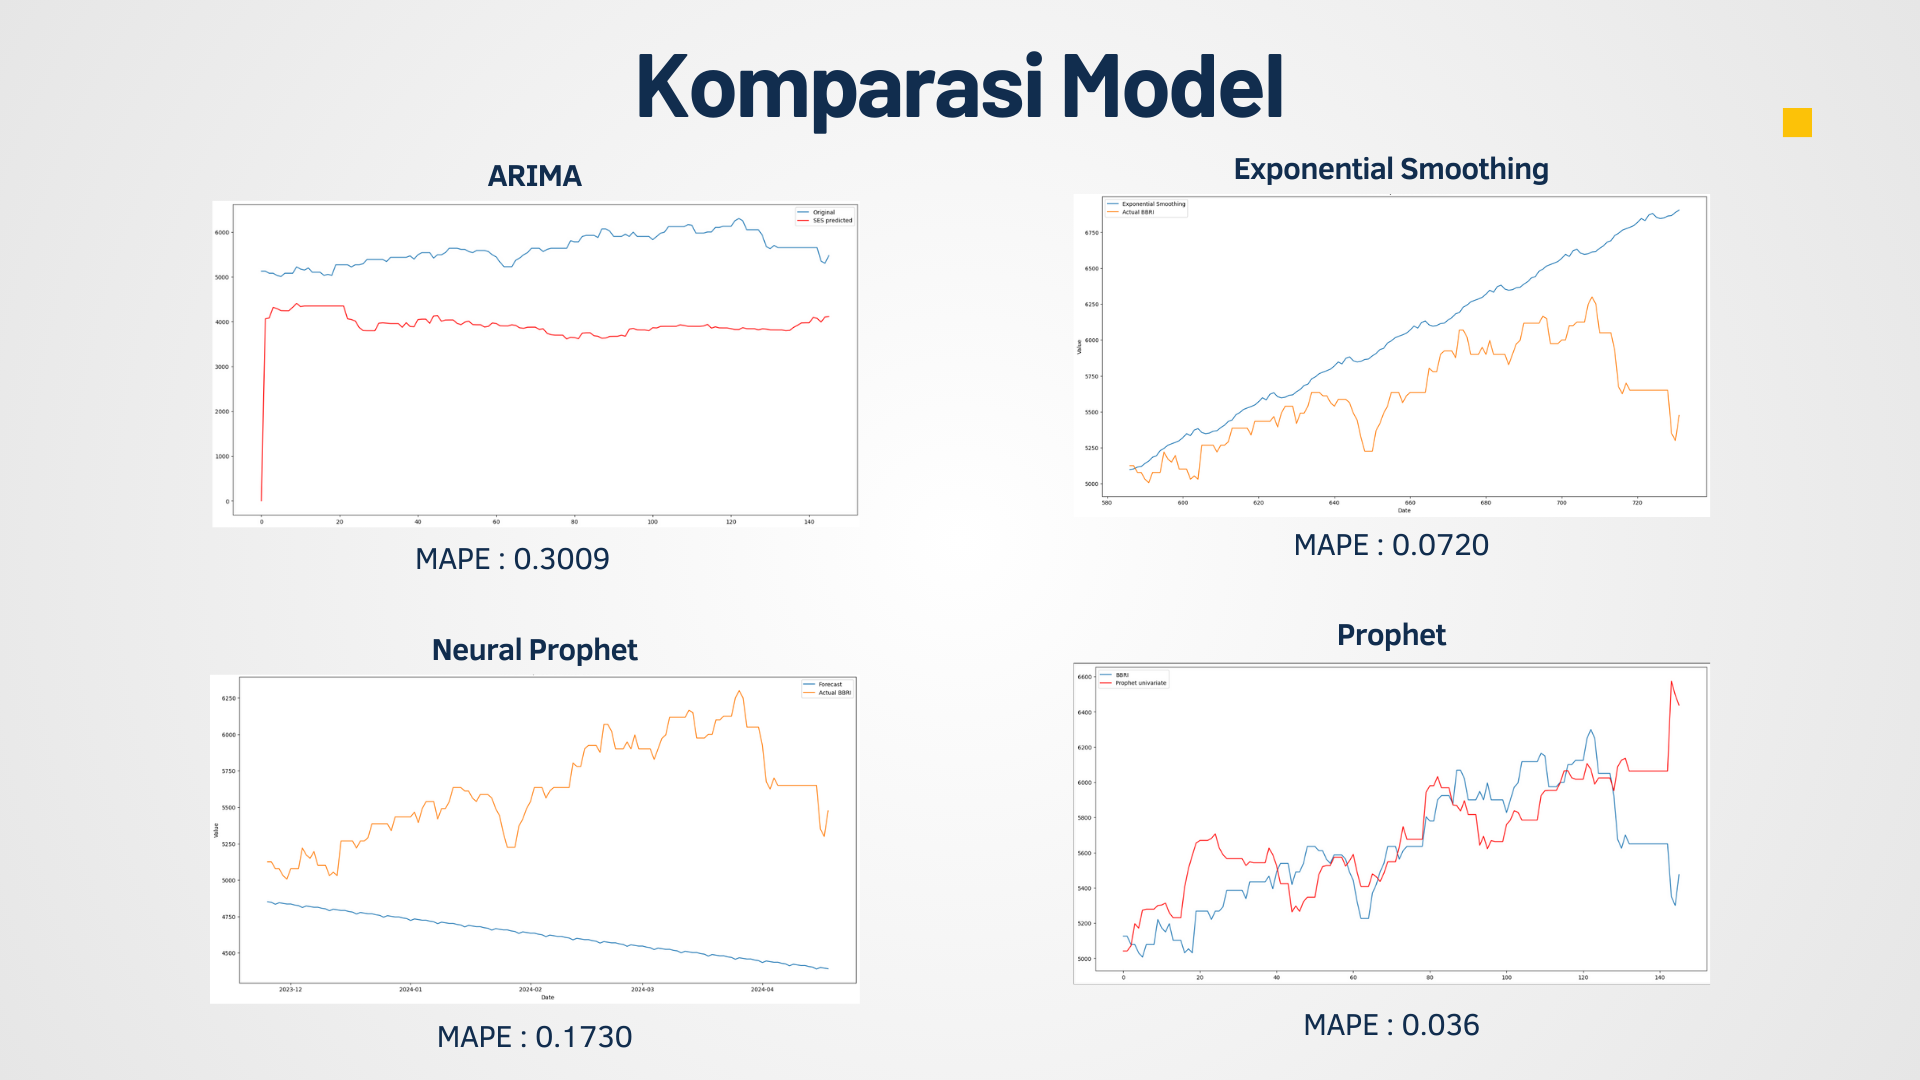 Komparasi Model
ARIMA
Original
SES predicted
6000
5000
4000
3000
2000
1000
0
0 20 40 60 80 100 120 140
MAPE : 0.3009
Exponential Smoothing
Exponential Smoothing
Actual BBRI
6750
6500
6250
6000
5750
5500
5250
5000
Value
580 600 620 640 660 680 700 720
Date
MAPE : 0.0720
Neural Prophet
Forecast
Actual BBRI
6250
6000
5750
5500
5250
5000
4750
4500
Value
2023-12 2024-01 2024-02 2024-03 2024-04
Date
MAPE : 0.1730
Prophet
BBRI
Prophet univariate
6600
6400
6200
6000
5800
5600
5400
5200
5000
0 20 40 60 80 100 120 140
MAPE : 0.036